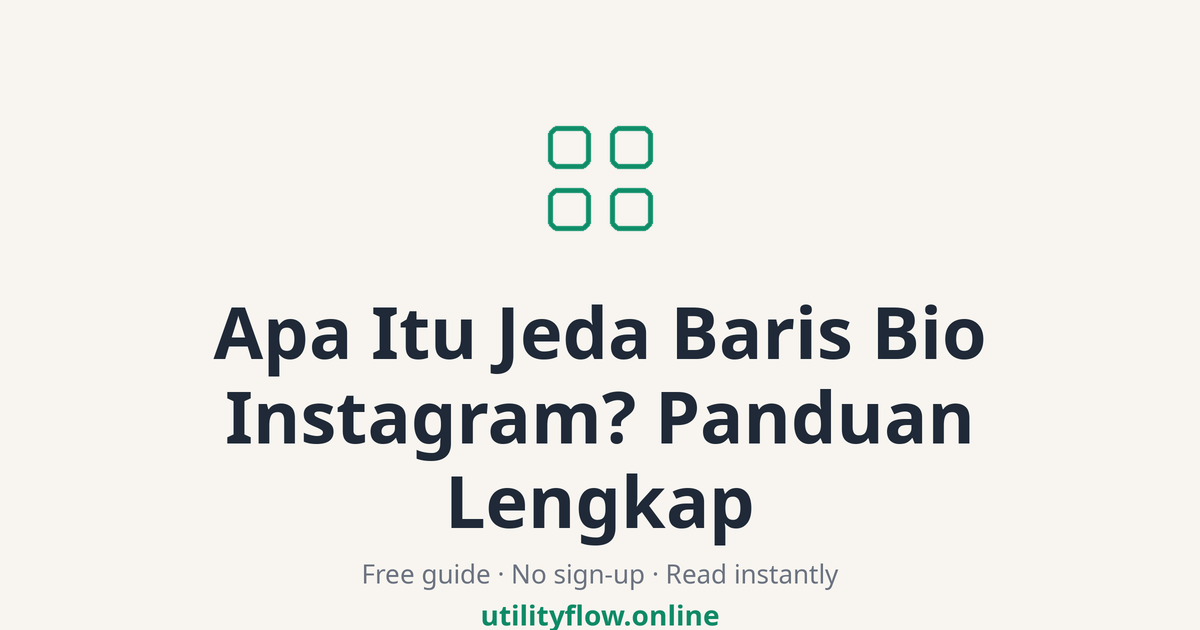 Apa Itu Jeda Baris Bio
Instagram? Panduan
Lengkap
Free guide · No sign-up · Read instantly
utilityflow.online